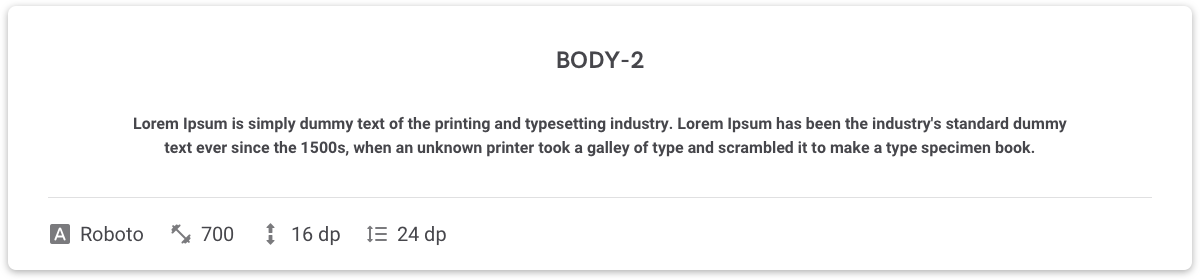 BODY-2
Lorem Ipsum is simply dummy text of the printing and typesetting industry. Lorem Ipsum has been the industry's standard dummy
text ever since the 1500s, when an unknown printer took a galley of type and scrambled it to make a type specimen book.
A Roboto 700 16 dp 24 dp